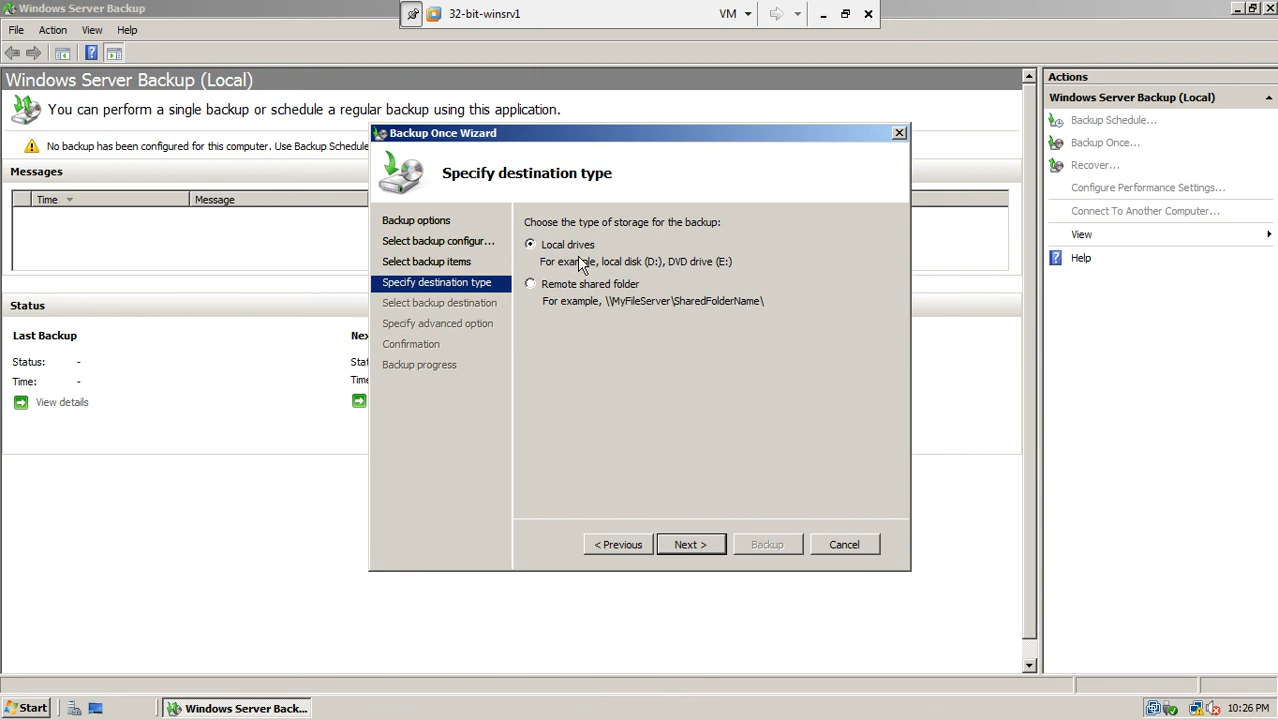 Windows Server Backup
32-bit-winsrv1
VM
File Action View Help
Windows Server Backup (Local)
You can perform a single backup or schedule a regular backup using this application.
No backup has been configured for this computer. Use Backup Schedule
Messages
Time Message
Status
Last Backup
Status: -
Time: -
View details
Nex
Stat
Tim
Backup Once Wizard
Specify destination type
Backup options
Select backup configur...
Select backup items
Specify destination type
Select backup destination
Specify advanced option
Confirmation
Backup progress
Choose the type of storage for the backup:
Local drives
For example, local disk (D:), DVD drive (E:)
Remote shared folder
For example, \\MyFileServer\SharedFolderName\
< Previous Next > Backup Cancel
Actions
Windows Server Backup (Local)
Backup Schedule...
Backup Once...
Recover...
Configure Performance Settings...
Connect To Another Computer...
View
Help
Start Windows Server Back... 10:26 PM